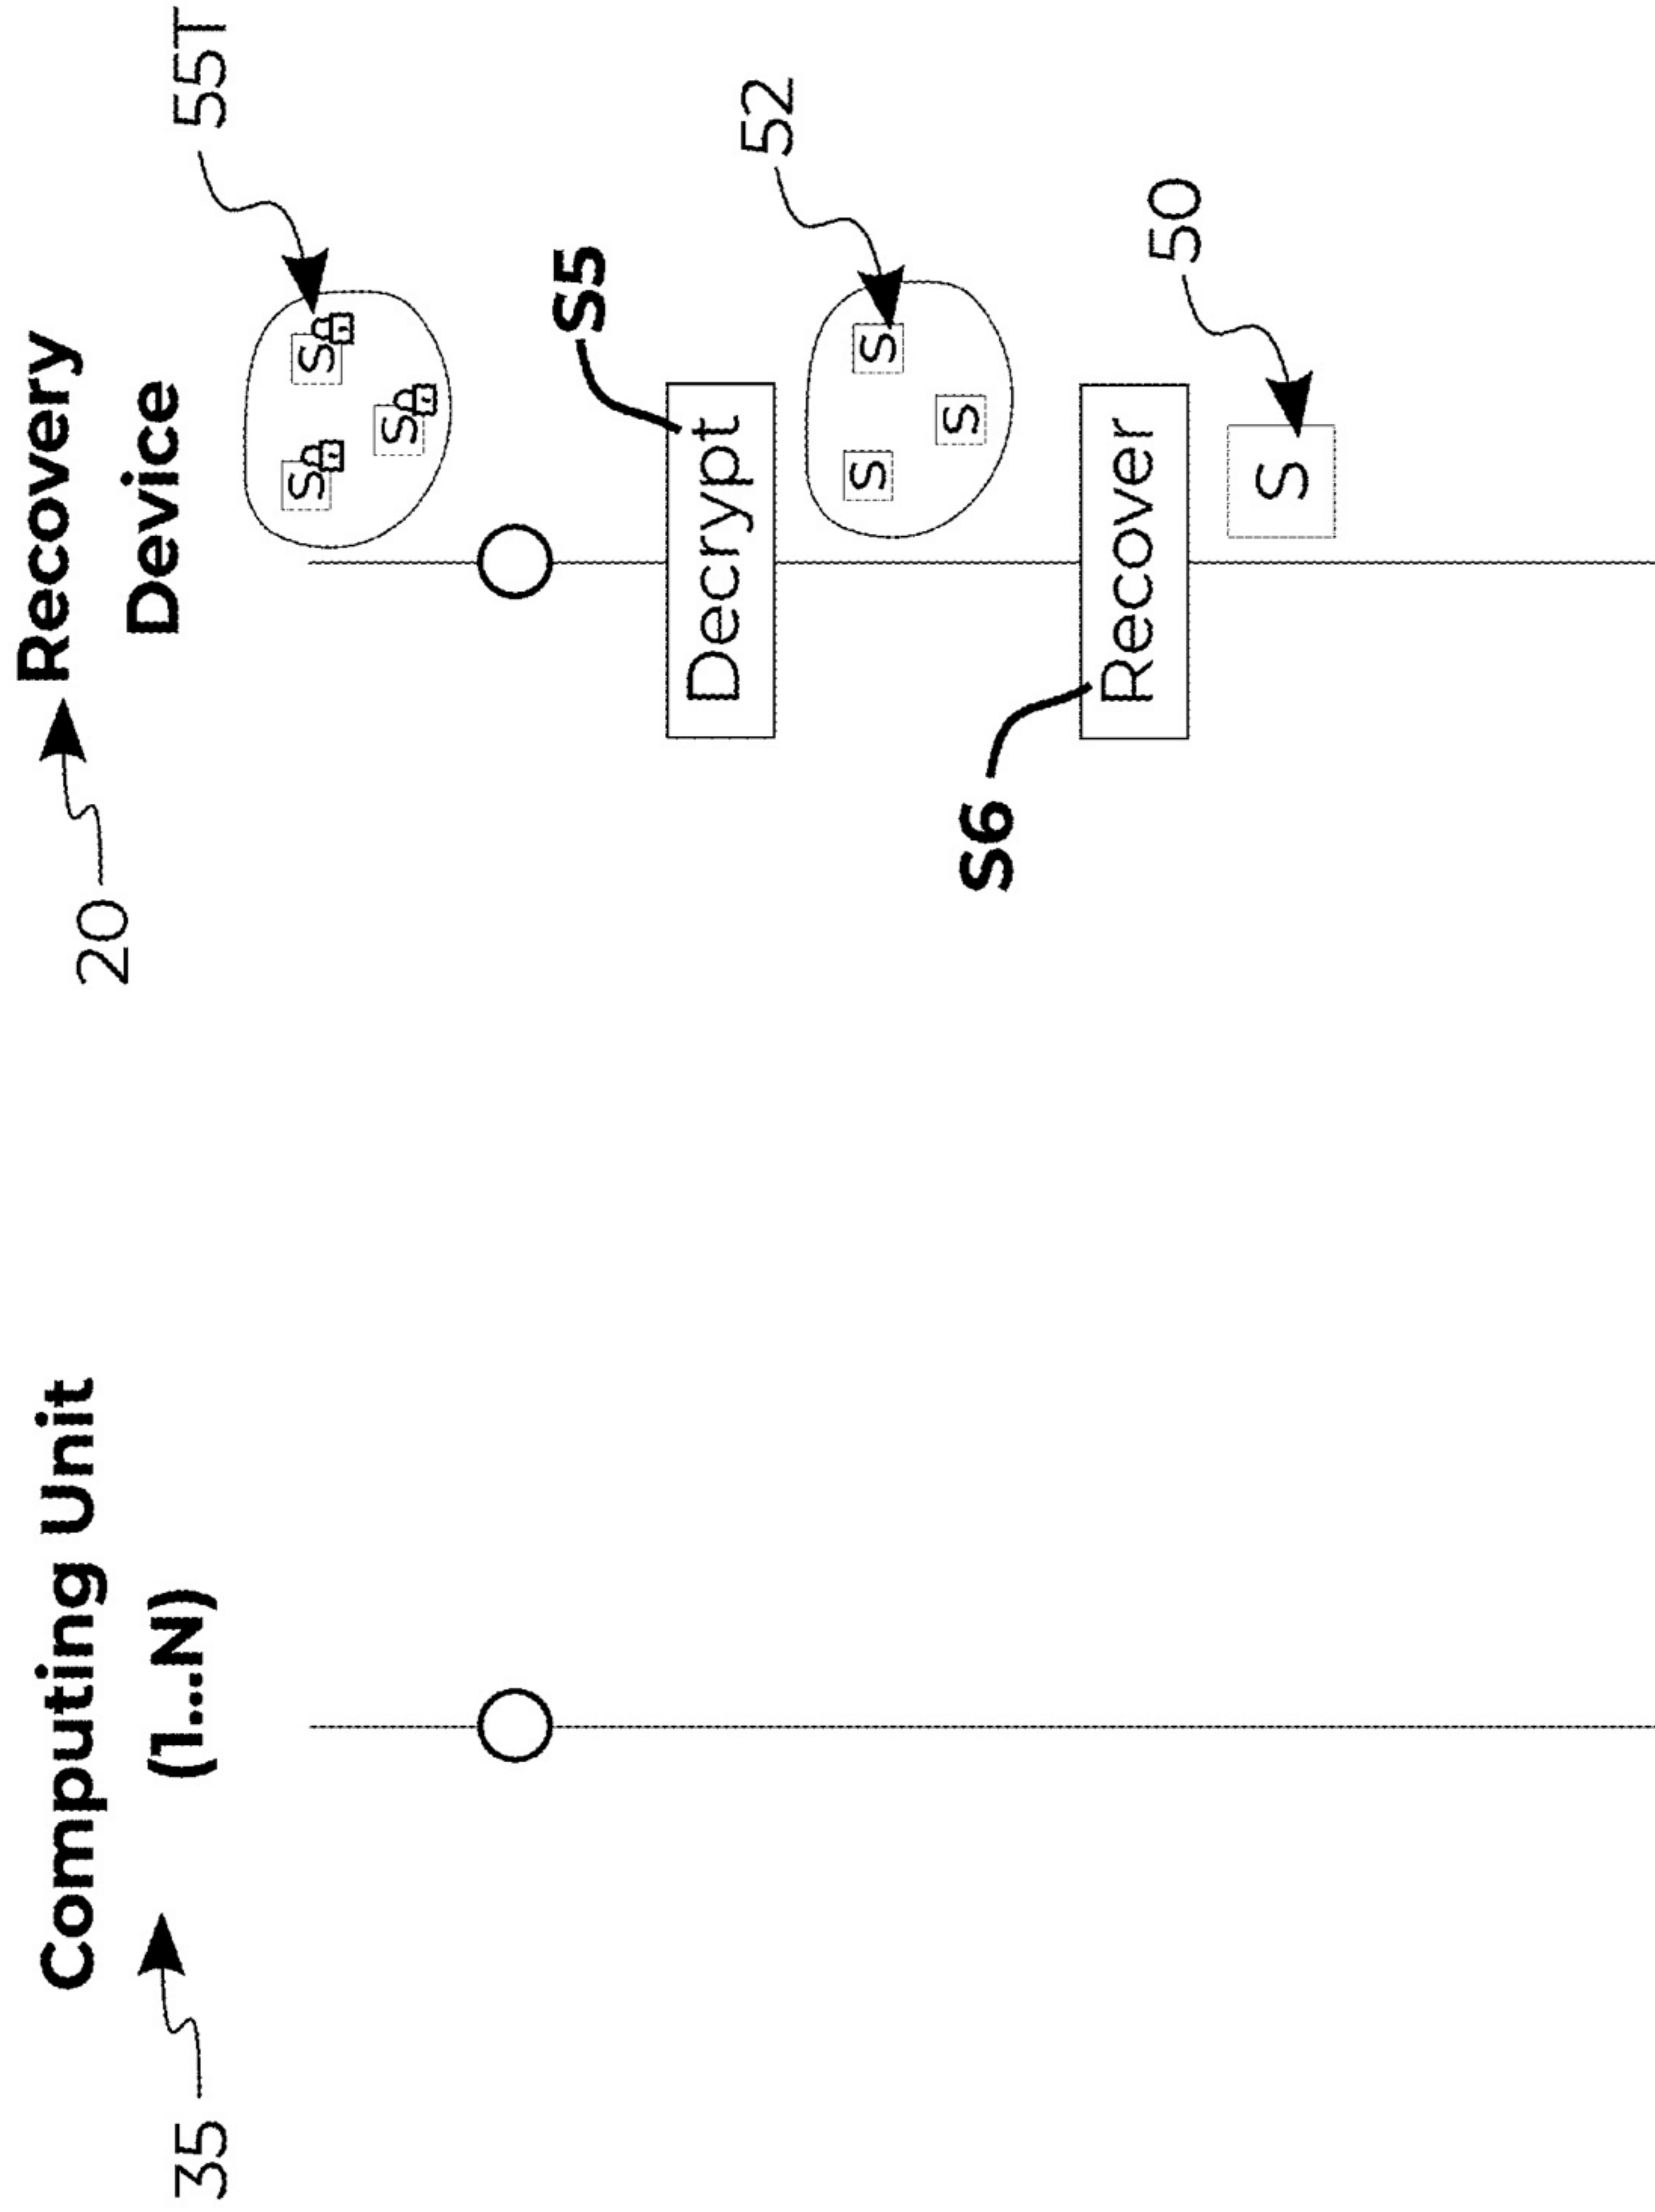 Computing Unit
(1...N)
35
Recovery
Device
20
55T
S
S
S
S5
Decrypt
52
S
S
S
S6
Recover
50
S